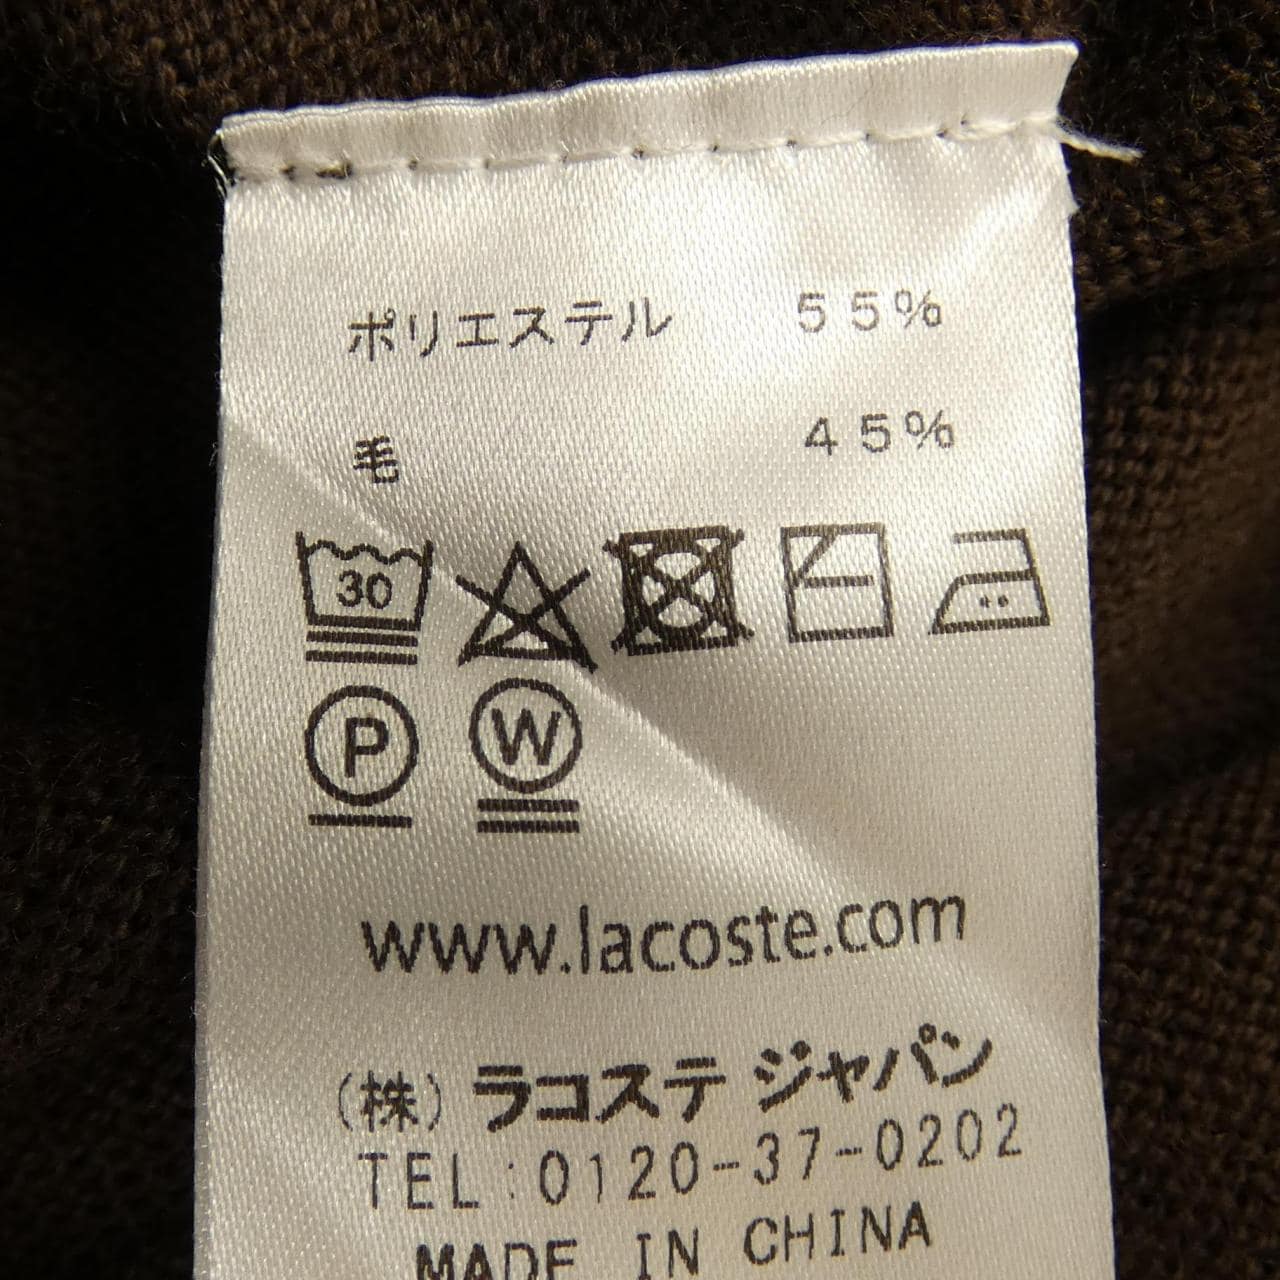 ポリエステル 55%
毛 45%
30
P W
www.lacoste.com
(株)ラコステ ジャパン
TEL:0120-37-0202
MADE IN CHINA